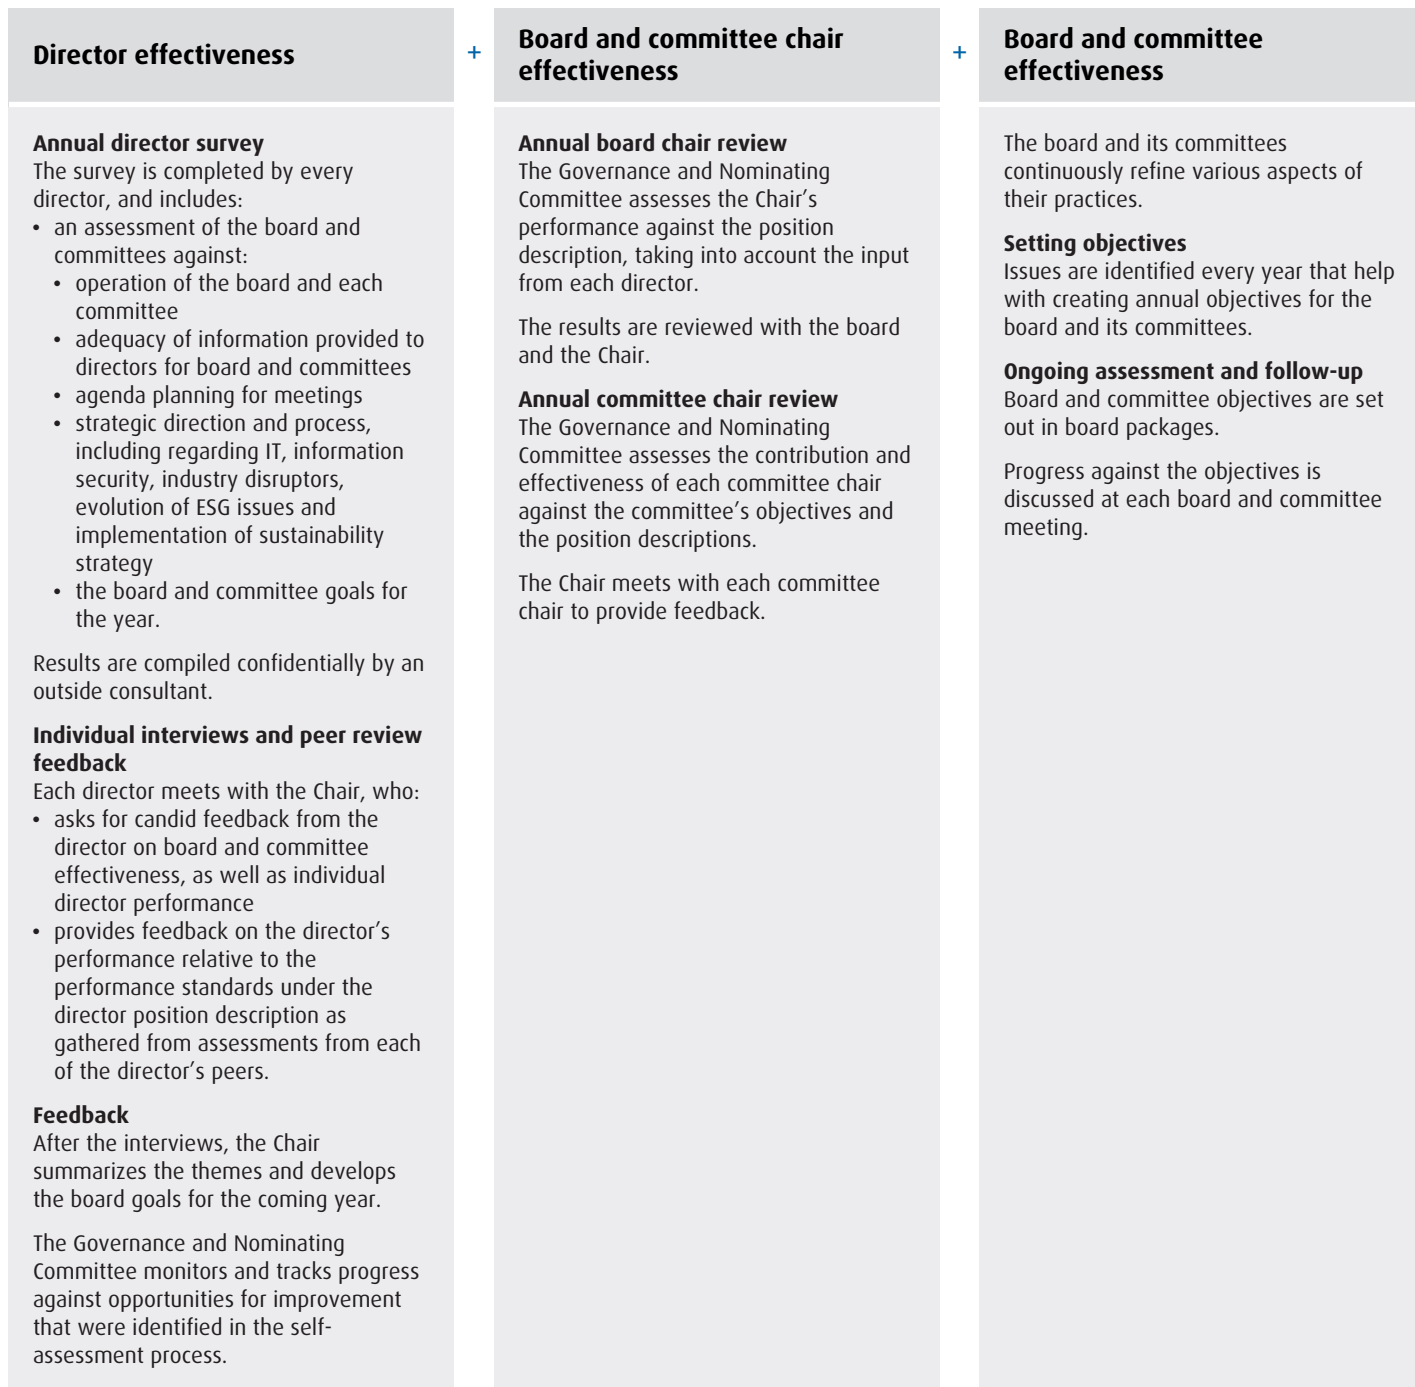 Director effectiveness
+
Board and committee chair
effectiveness
+
Board and committee
effectiveness
Annual director survey
The survey is completed by every
director, and includes:
• an assessment of the board and
committees against:
• operation of the board and each
committee
• adequacy of information provided to
directors for board and committees
• agenda planning for meetings
• strategic direction and process,
including regarding IT, information
security, industry disruptors,
evolution of ESG issues and
implementation of sustainability
strategy
• the board and committee goals for
the year.
Results are compiled confidentially by an
outside consultant.
Individual interviews and peer review
feedback
Each director meets with the Chair, who:
• asks for candid feedback from the
director on board and committee
effectiveness, as well as individual
director performance
• provides feedback on the director’s
performance relative to the
performance standards under the
director position description as
gathered from assessments from each
of the director’s peers.
Feedback
After the interviews, the Chair
summarizes the themes and develops
the board goals for the coming year.
The Governance and Nominating
Committee monitors and tracks progress
against opportunities for improvement
that were identified in the self-
assessment process.
Annual board chair review
The Governance and Nominating
Committee assesses the Chair’s
performance against the position
description, taking into account the input
from each director.
The results are reviewed with the board
and the Chair.
Annual committee chair review
The Governance and Nominating
Committee assesses the contribution and
effectiveness of each committee chair
against the committee’s objectives and
the position descriptions.
The Chair meets with each committee
chair to provide feedback.
The board and its committees
continuously refine various aspects of
their practices.
Setting objectives
Issues are identified every year that help
with creating annual objectives for the
board and its committees.
Ongoing assessment and follow-up
Board and committee objectives are set
out in board packages.
Progress against the objectives is
discussed at each board and committee
meeting.